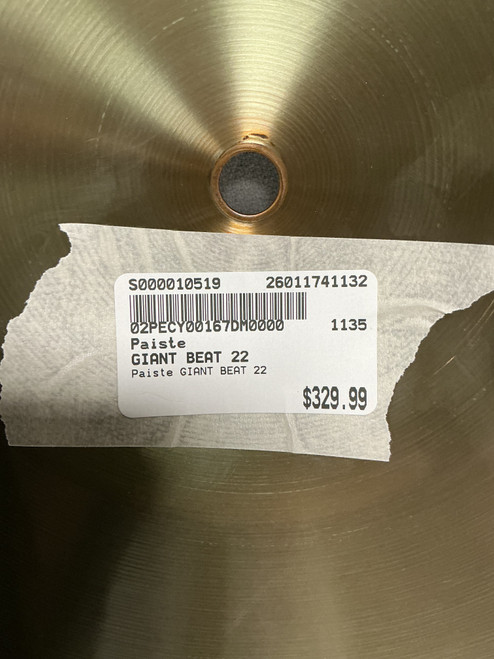 S000010519 26011741132
02PECY00167DM0000 1135
Paiste
GIANT BEAT 22
Paiste GIANT BEAT 22
$329.99